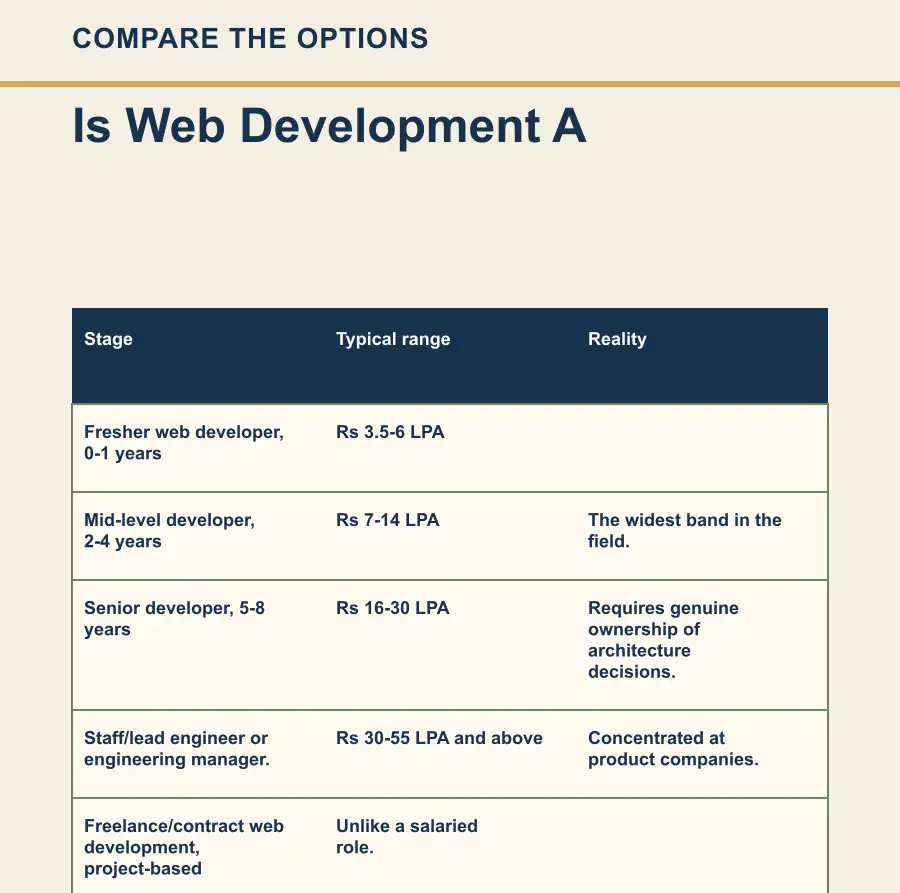 COMPARE THE OPTIONS
Is Web Development A
Stage
Typical range
Reality
Fresher web developer,
0-1 years
Rs 3.5-6 LPA
Mid-level developer,
2-4 years
Rs 7-14 LPA
The widest band in the
field.
Senior developer, 5-8
years
Rs 16-30 LPA
Requires genuine
ownership of
architecture
decisions.
Staff/lead engineer or
engineering manager.
Rs 30-55 LPA and above
Concentrated at
product companies.
Freelance/contract web
development,
project-based
Unlike a salaried
role.